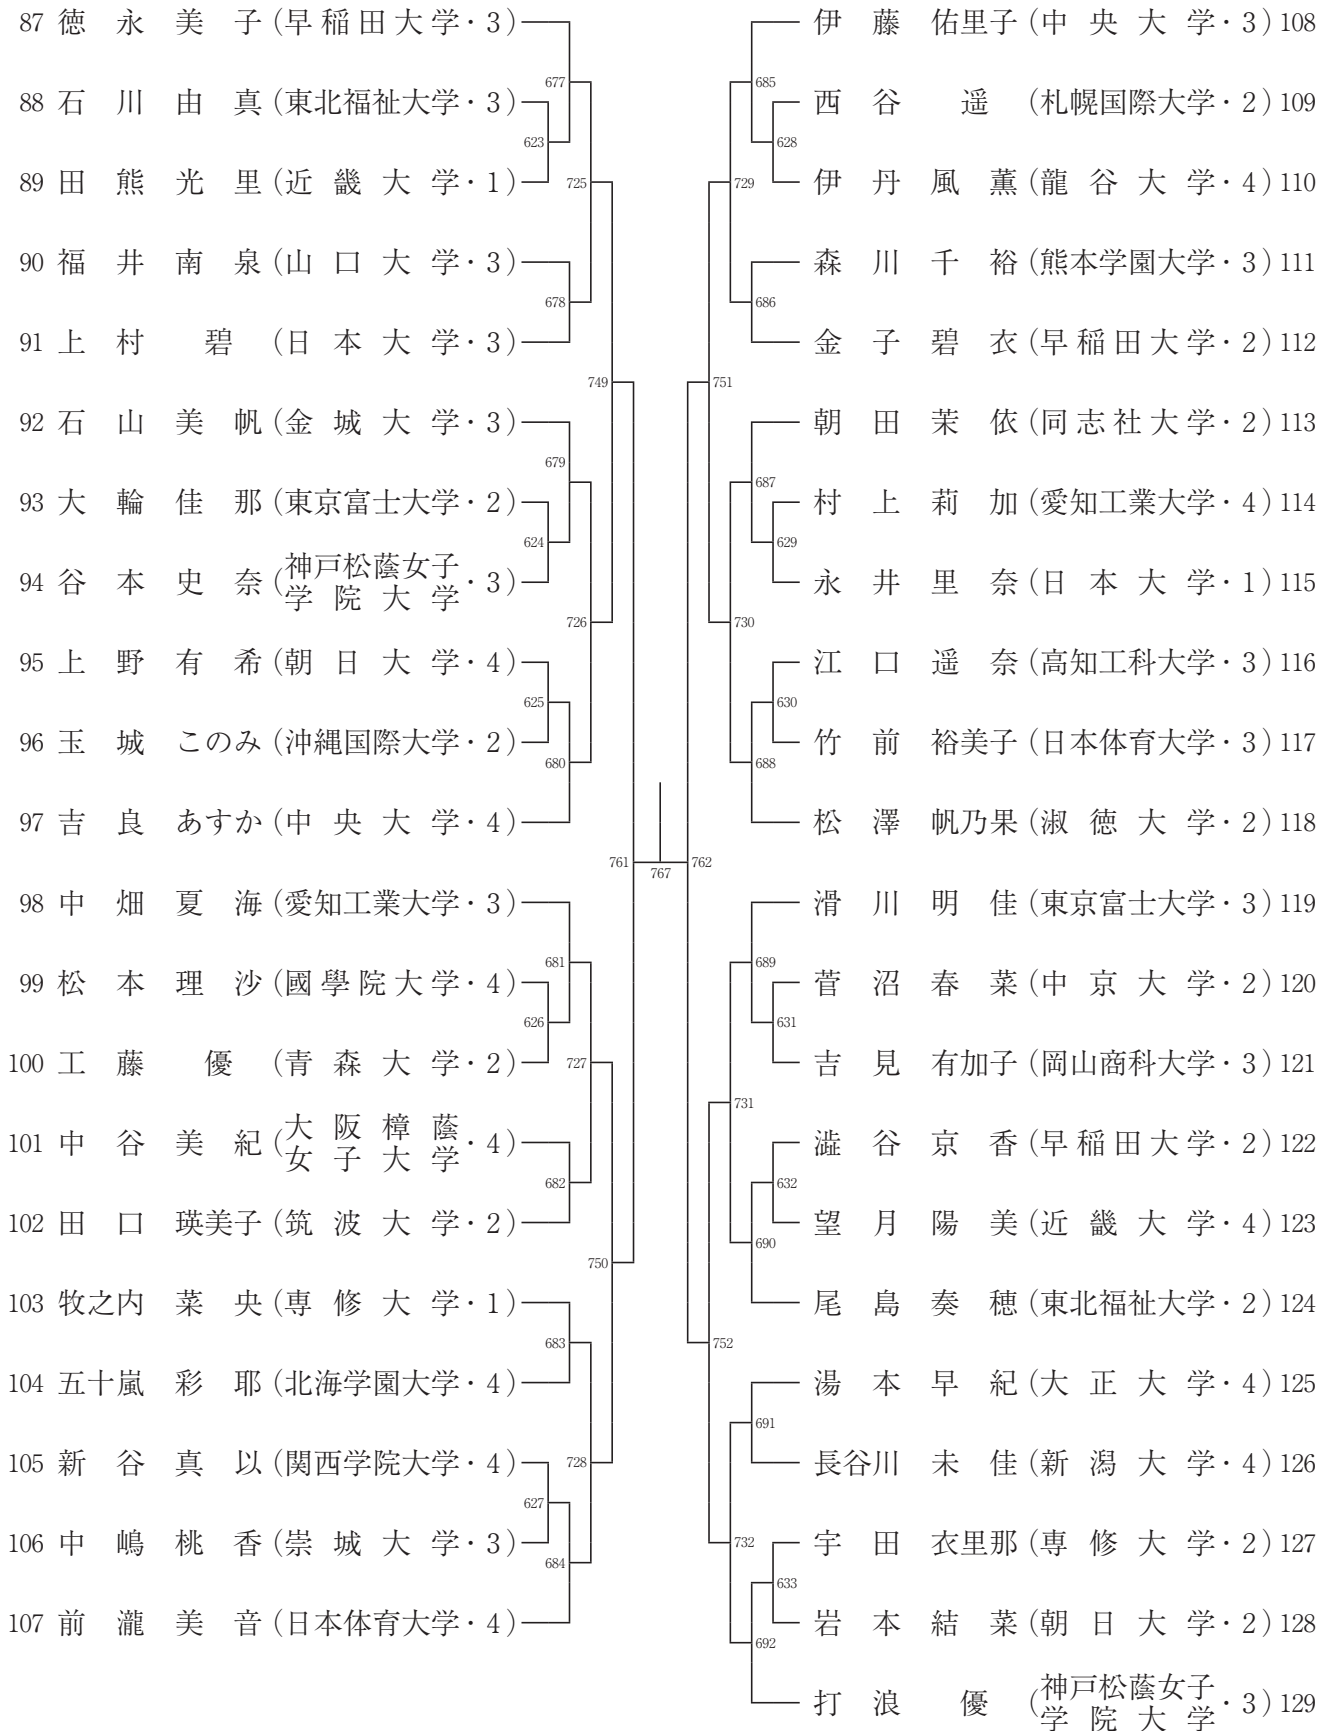 87 徳永美子(早稲田大学・3)
677
88 石川由真(東北福祉大学・3)
623
89 田熊光里(近畿大学・1)
725
90 福井南泉(山口大学・3)
678
91 上村碧(日本大学・3)
749
92 石山美帆(金城大学・3)
679
93 大輪佳那(東京富士大学・2)
624
94 谷本史奈(神戸松蔭女子学院大学・3)
726
95 上野有希(朝日大学・4)
625
96 玉城このみ(沖縄国際大学・2)
680
97 吉良あすか(中央大学・4)
761
98 中畑夏海(愛知工業大学・3)
681
99 松本理沙(國學院大学・4)
626
100 工藤優(青森大学・2)
727
101 中谷美紀(大阪樟蔭女子大学・4)
682
102 田口瑛美子(筑波大学・2)
750
103 牧之内菜央(専修大学・1)
683
104 五十嵐彩耶(北海学園大学・4)
105 新谷真以(関西学院大学・4)
728
627
106 中嶋桃香(崇城大学・3)
684
107 前瀧美音(日本体育大学・4)
767
伊藤佑里子(中央大学・3)108
685
西谷遥(札幌国際大学・2)109
628
伊丹風薫(龍谷大学・4)110
729
森川千裕(熊本学園大学・3)111
686
金子碧衣(早稲田大学・2)112
751
朝田茉依(同志社大学・2)113
687
村上莉加(愛知工業大学・4)114
629
永井里奈(日本大学・1)115
730
江口遥奈(高知工科大学・3)116
630
竹前裕美子(日本体育大学・3)117
688
松澤帆乃果(淑徳大学・2)118
762
滑川明佳(東京富士大学・3)119
689
菅沼春菜(中京大学・2)120
631
吉見有加子(岡山商科大学・3)121
731
澁谷京香(早稲田大学・2)122
632
望月陽美(近畿大学・4)123
690
尾島奏穂(東北福祉大学・2)124
752
湯本早紀(大正大学・4)125
691
長谷川未佳(新潟大学・4)126
732
宇田衣里那(専修大学・2)127
633
岩本結菜(朝日大学・2)128
692
打浪優(神戸松蔭女子学院大学・3)129